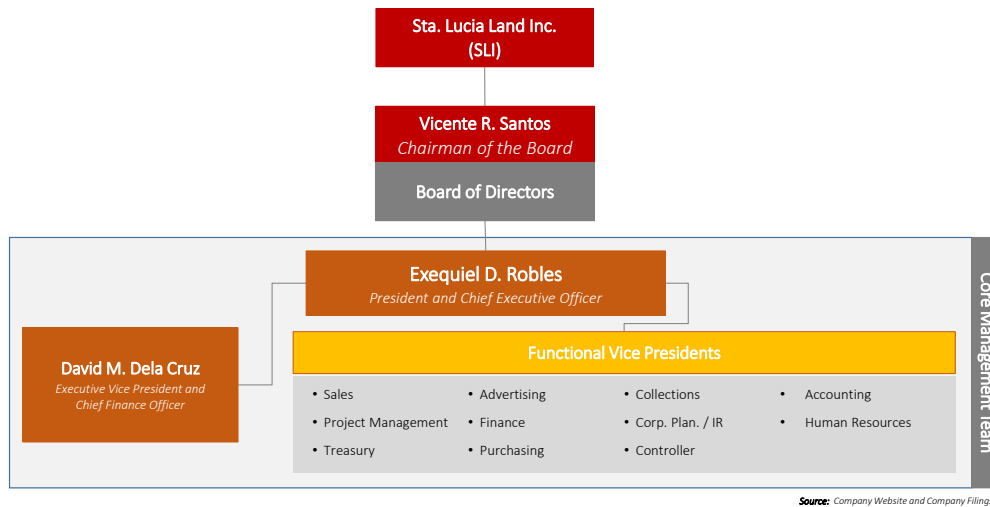 Sta. Lucia Land Inc.
(SLI)
Vicente R. Santos
Chairman of the Board
Board of Directors
Exequiel D. Robles
President and Chief Executive Officer
Core Management Team
David M. Dela Cruz
Executive Vice President and
Chief Finance Officer
Functional Vice Presidents
• Sales
• Project Management
• Treasury
• Advertising
• Finance
• Purchasing
• Collections
• Corp. Plan. / IR
• Controller
• Accounting
• Human Resources
Source: Company Website and Company Filing